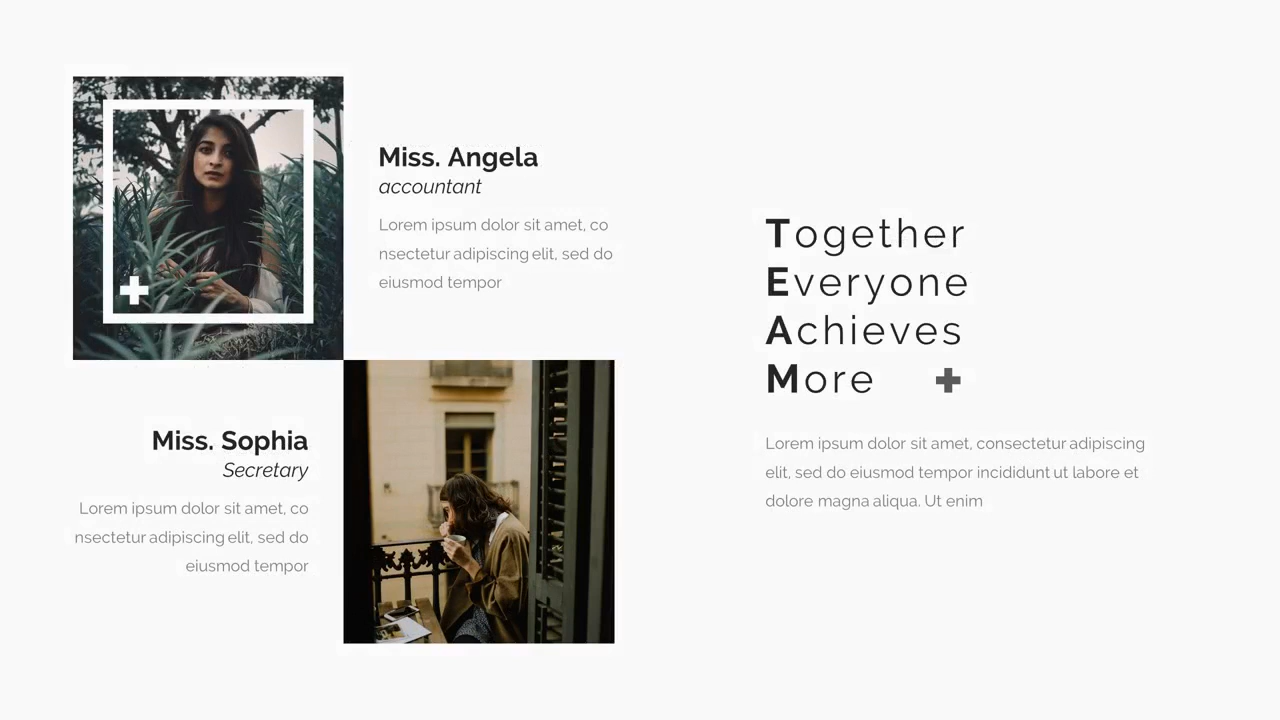 Miss. Angela
accountant
Lorem ipsum dolor sit amet, co
nsectetur adipiscing elit, sed do
eiusmod tempor
Miss. Sophia
Secretary
Lorem ipsum dolor sit amet, co
nsectetur adipiscing elit, sed do
eiusmod tempor
Together
Everyone
Achieves
More
Lorem ipsum dolor sit amet, consectetur adipiscing
elit, sed do eiusmod tempor incididunt ut labore et
dolore magna aliqua. Ut enim